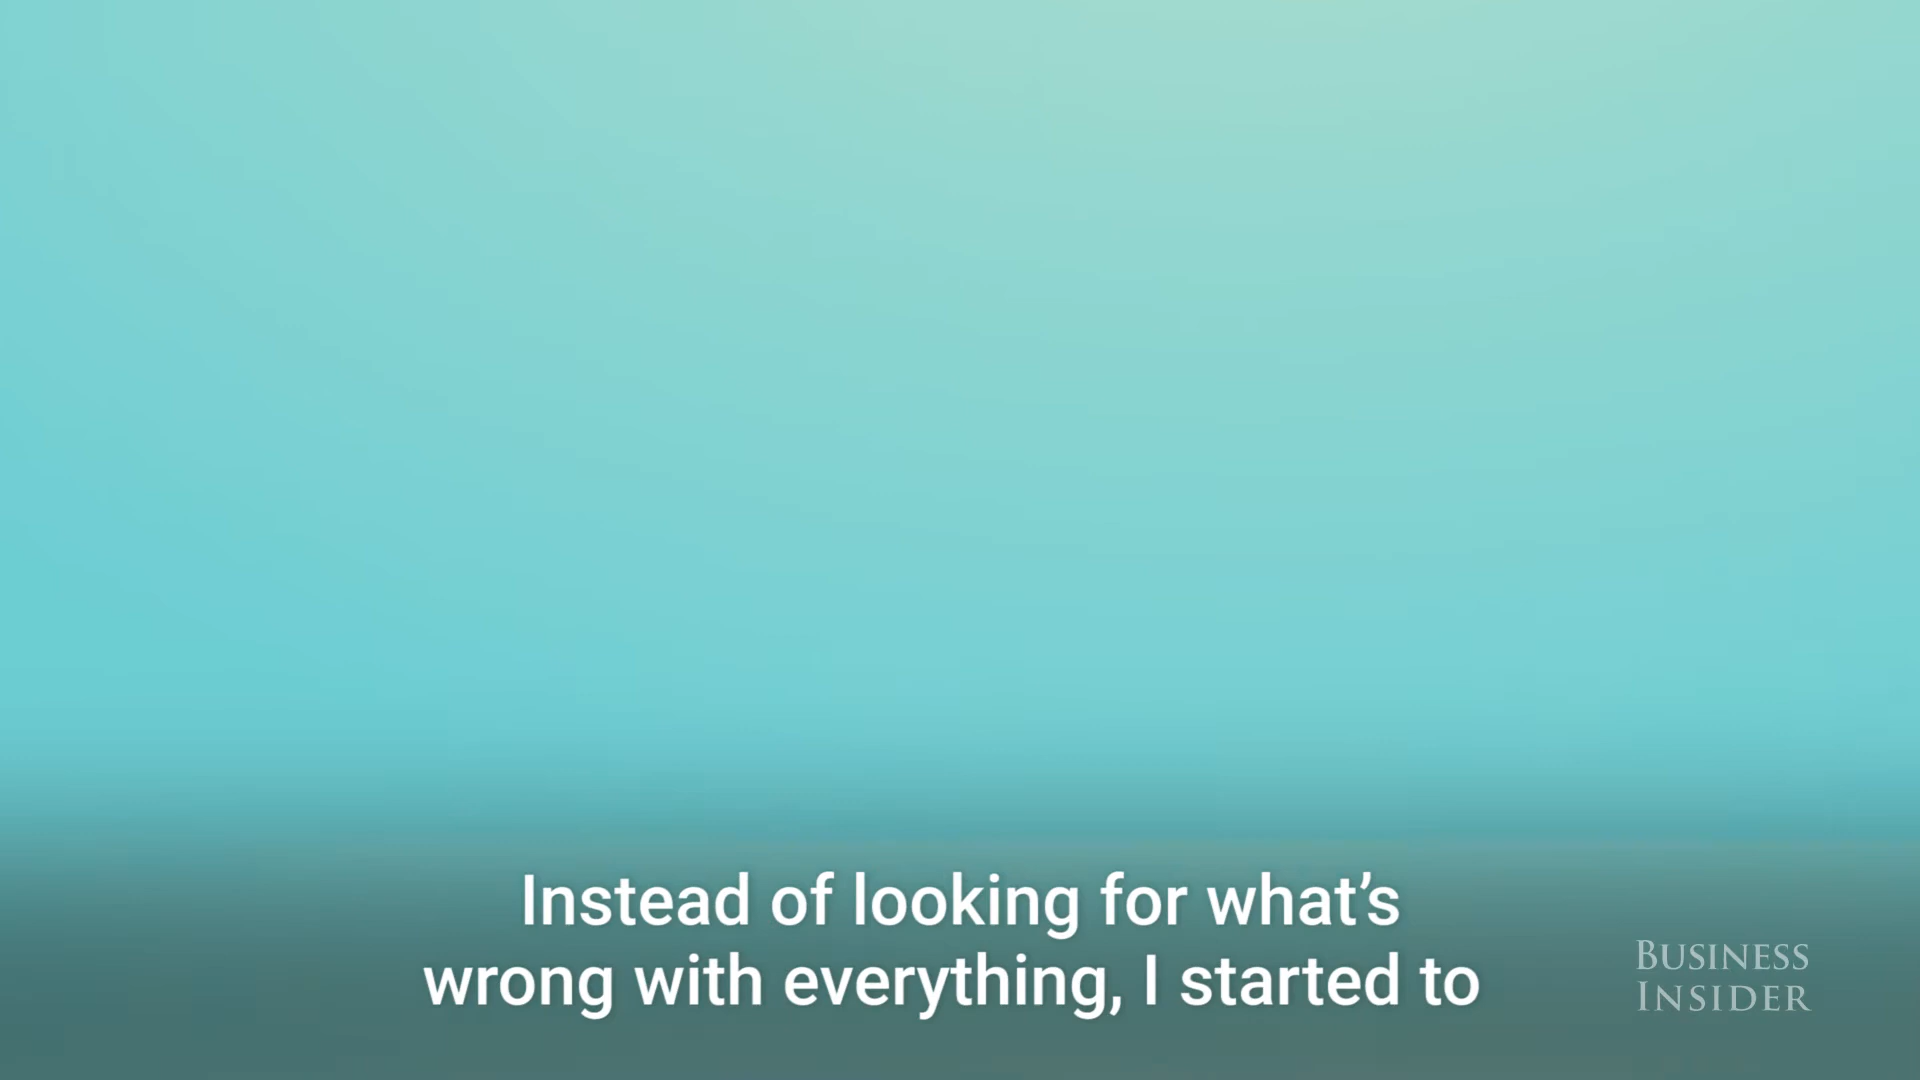 Instead of looking for what’s
wrong with everything, I started to
BUSINESS
INSIDER